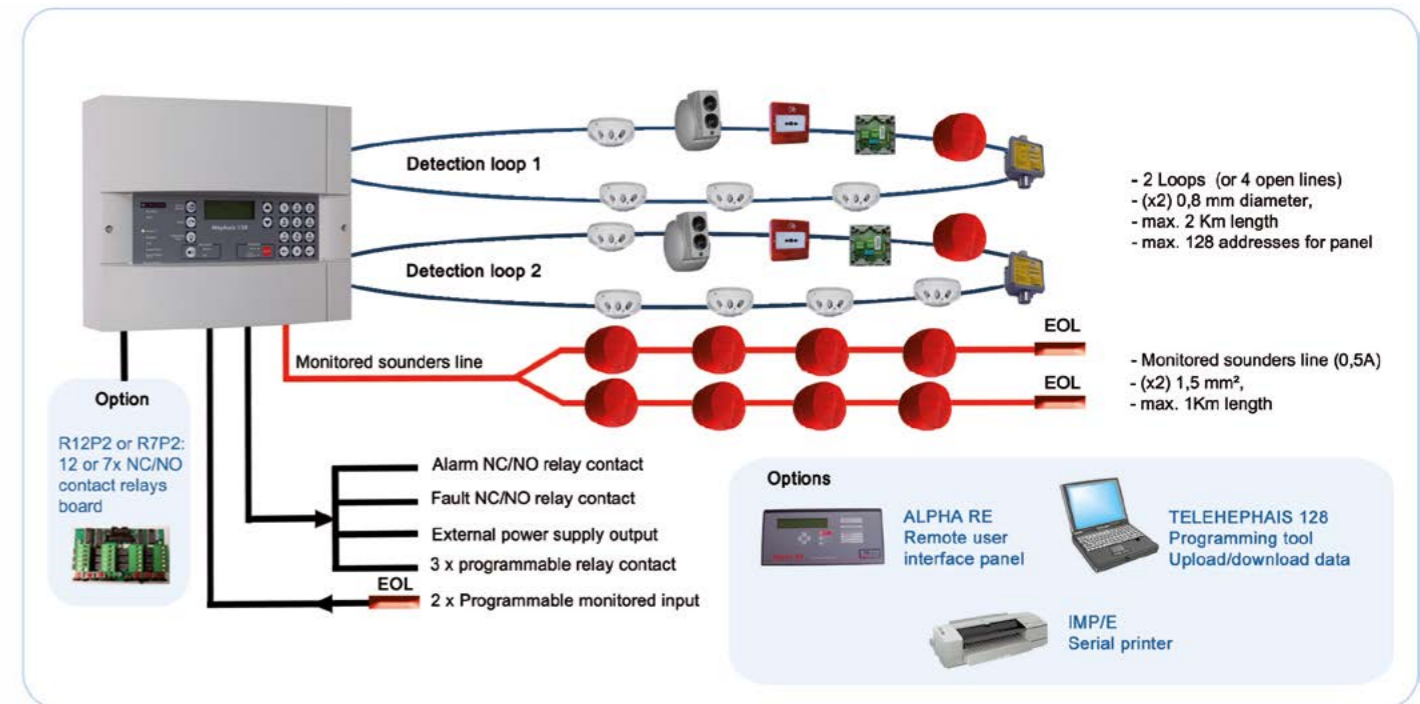 Detection loop 1
Detection loop 2
- 2 Loops (or 4 open lines)
- (x2) 0,8 mm diameter,
- max. 2 Km length
- max. 128 addresses for panel
Monitored sounders line
EOL
EOL
- Monitored sounders line (0,5A)
- (x2) 1,5 mm²,
- max. 1Km length
Option
R12P2 or R7P2:
12 or 7x NC/NO
contact relays
board
Alarm NC/NO relay contact
Fault NC/NO relay contact
External power supply output
3 x programmable relay contact
EOL
2 x Programmable monitored input
Options
ALPHA RE
Remote user
interface panel
TELEHEPHAIS 128
Programming tool
Upload/download data
IMP/E
Serial printer